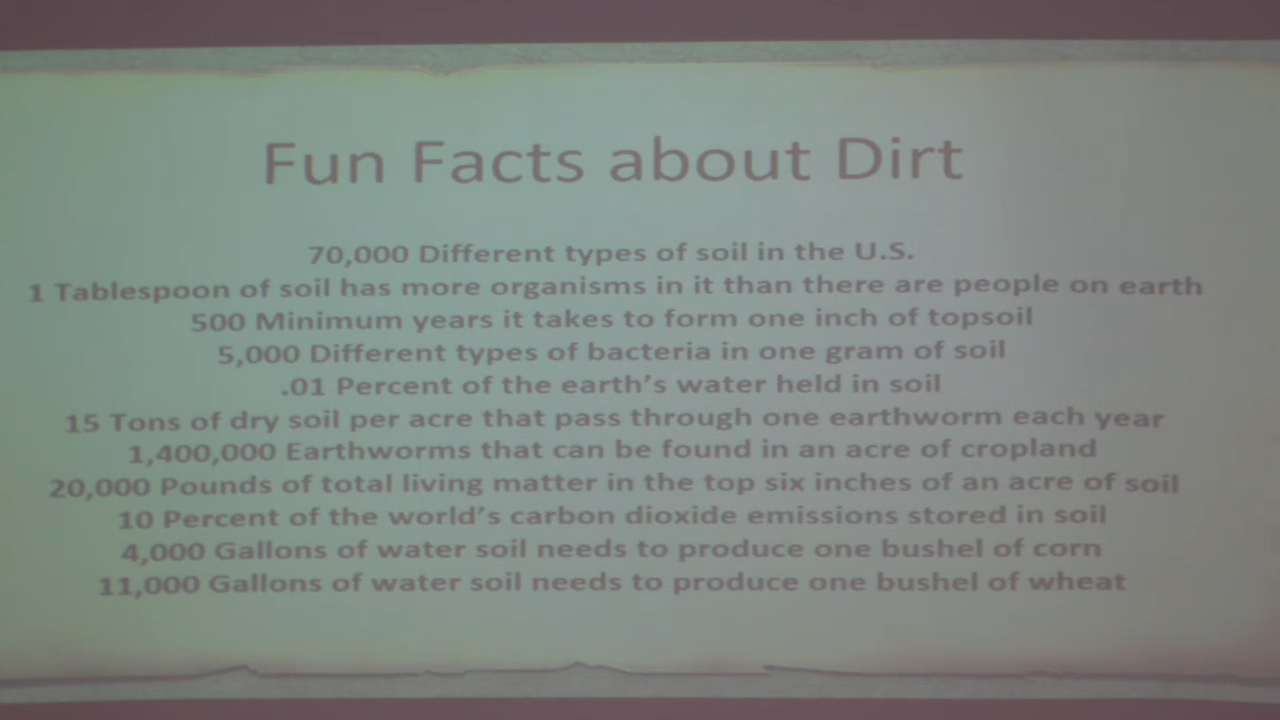 Fun Facts about Dirt
70,000 Different types of soil in the U.S.
1 Tablespoon of soil has more organisms in it than there are people on earth
500 Minimum years it takes to form one inch of topsoil
5,000 Different types of bacteria in one gram of soil
.01 Percent of the earth's water held in soil
15 Tons of dry soil per acre that pass through one earthworm each year
1,400,000 Earthworms that can be found in an acre of cropland
20,000 Pounds of total living matter in the top six inches of an acre of soil
10 Percent of the world's carbon dioxide emissions stored in soil
4,000 Gallons of water soil needs to produce one bushel of corn
11,000 Gallons of water soil needs to produce one bushel of wheat